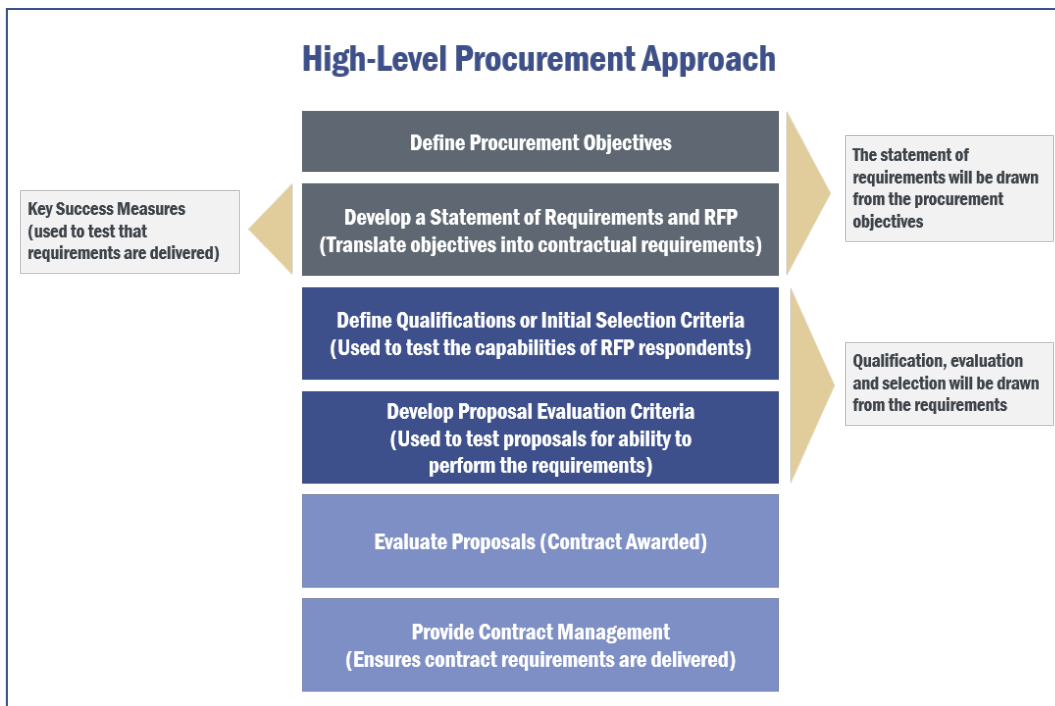 High-Level Procurement Approach
Define Procurement Objectives
The statement of
requirements will be drawn
from the procurement
objectives
Key Success Measures
(used to test that
requirements are delivered)
Develop a Statement of Requirements and RFP
(Translate objectives into contractual requirements)
Define Qualifications or Initial Selection Criteria
(Used to test the capabilities of RFP respondents)
Qualification, evaluation
and selection will be drawn
from the requirements
Develop Proposal Evaluation Criteria
(Used to test proposals for ability to
perform the requirements)
Evaluate Proposals (Contract Awarded)
Provide Contract Management
(Ensures contract requirements are delivered)